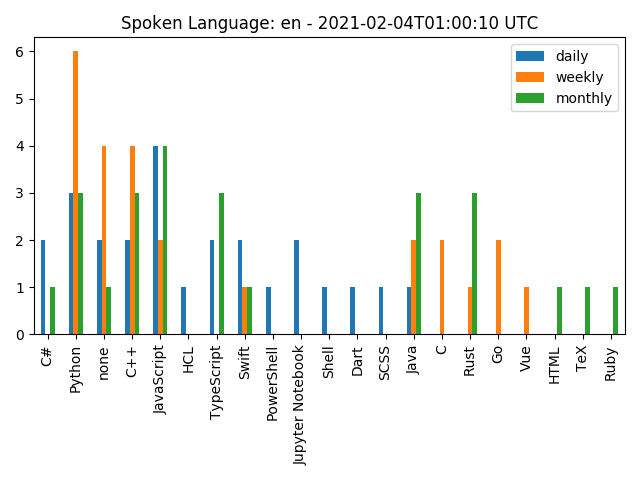 Spoken Language: en - 2021-02-04T01:00:10 UTC
daily
weekly
monthly
6
5
4
3
2
1
0
C#
Python
none
C++
JavaScript
HCL
TypeScript
Swift
PowerShell
Jupyter Notebook
Shell
Dart
SCSS
Java
C
Rust
Go
Vue
HTML
TeX
Ruby